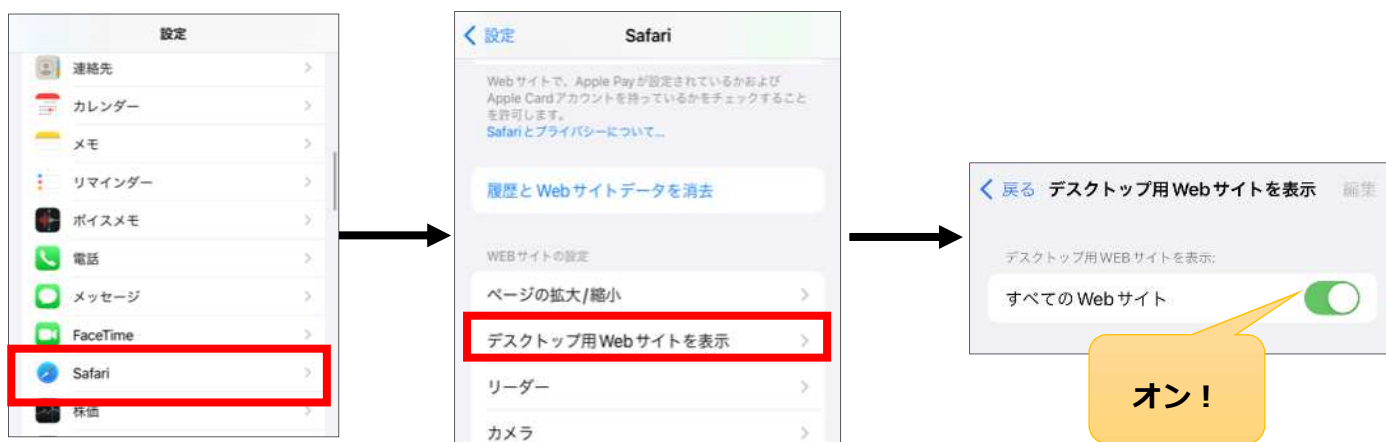 設定
連絡先
カレンダー
メモ
リマインダー
ボイスメモ
電話
メッセージ
FaceTime
Safari
株価
設定
Safari
Webサイトで、Apple Payが設定されているかおよび
Apple Cardアカウントを持っているかをチェックすること
を許可します。
Safariとプライバシーについて...
履歴とWebサイトデータを消去
WEBサイトの設定
ページの拡大/縮小
デスクトップ用Webサイトを表示
リーダー
カメラ
戻る デスクトップ用Webサイトを表示 編集
デスクトップ用WEBサイトを表示:
すべてのWebサイト
オン！